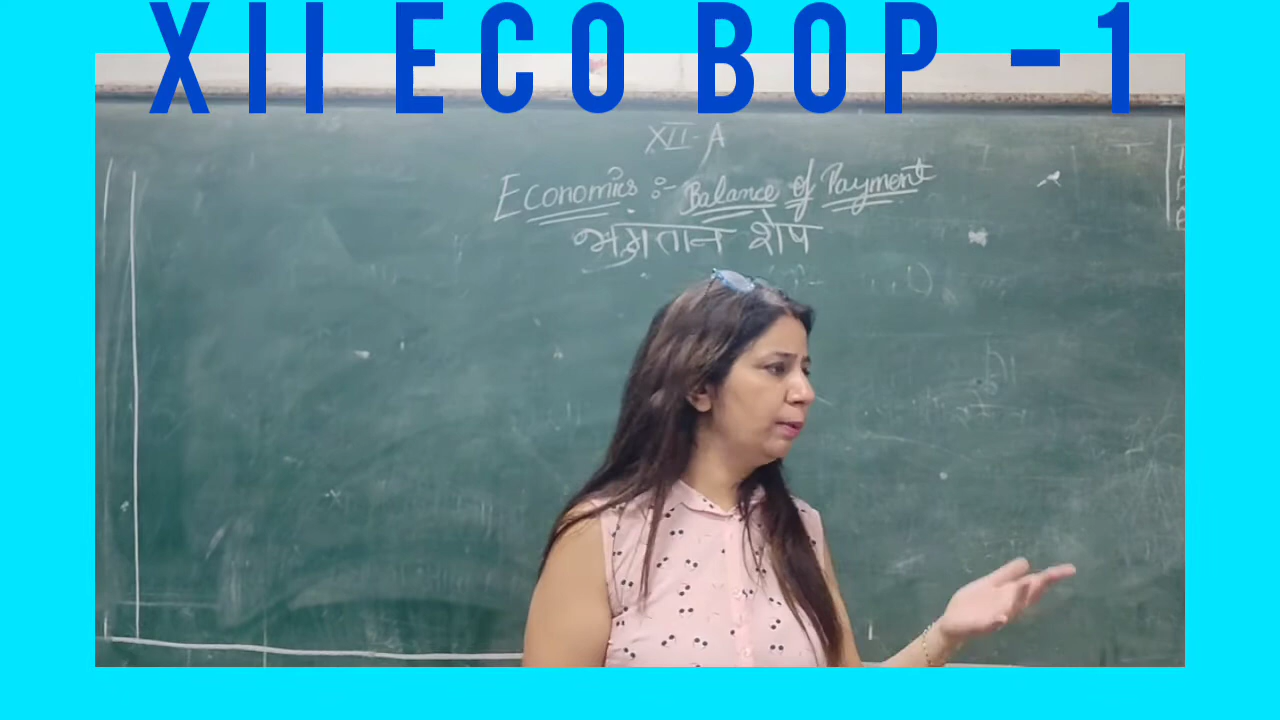 XII ECO BOP -1
XII-A
Economics :- Balance of Payment
भुगतान शेष